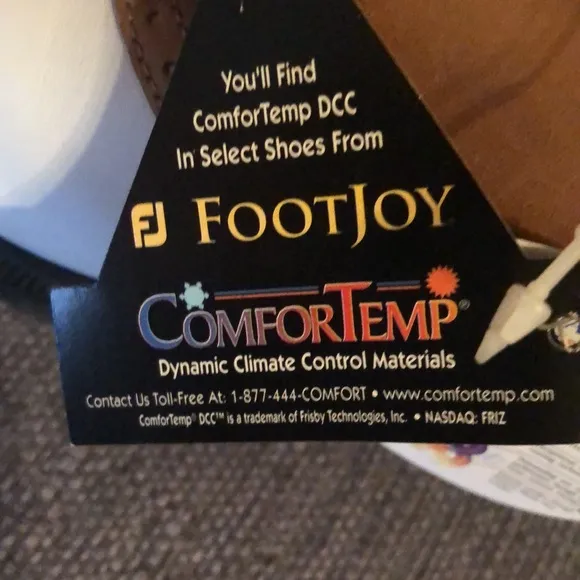 You'll Find
ComforTemp DCC
In Select Shoes From
FJ FOOTJOY
COMFORTEMP®
Dynamic Climate Control Materials
Contact Us Toll-Free At: 1-877-444-COMFORT • www.comfortemp.com
ComforTemp® DCC™ is a trademark of Frisby Technologies, Inc. • NASDAQ: FRIZ